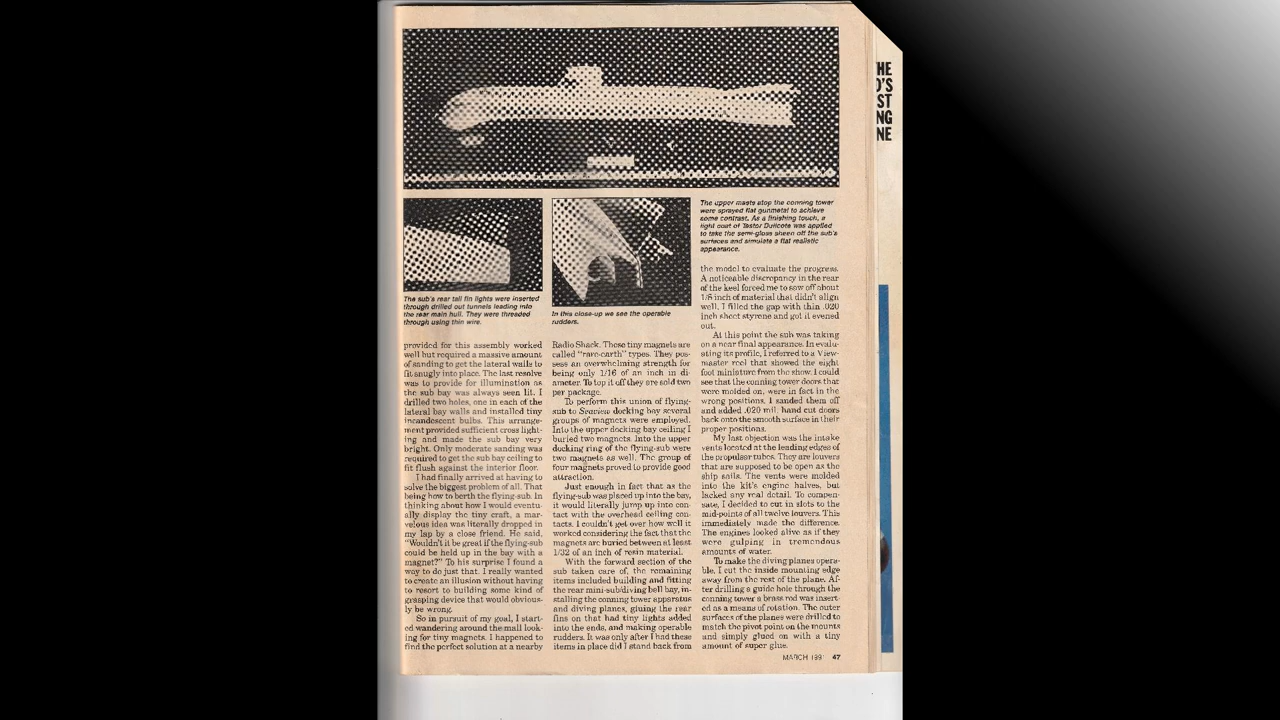 HE
O'S
ST
NG
NE
The upper masts atop the conning tower
were sprayed flat gunmetal to achieve
some contrast. As a finishing touch, a
light coat of Testor Dullcote was applied
to take the semi-gloss sheen off the sub's
surfaces and simulate a flat realistic
appearance.
The sub's rear tail fin lights were inserted
through drilled out tunnels leading into
the rear main hull. They were threaded
through using thin wire.
In this close-up we see the operable
rudders.
provided for this assembly worked
well but required a massive amount
of sanding to get the lateral walls to
fit snugly into place. The last resolve
was to provide for illumination as
the sub bay was always seen lit. I
drilled two holes, one in each of the
lateral bay walls and installed tiny
incandescent bulbs. This arrange-
ment provided sufficient cross light-
ing and made the sub bay very
bright. Only moderate sanding was
required to get the sub bay ceiling to
fit flush against the interior floor.
I had finally arrived at having to
solve the biggest problem of all. That
being how to berth the flying-sub. In
thinking about how I would eventu-
ally display the tiny craft, a mar-
velous idea was literally dropped in
my lap by a close friend. He said,
"Wouldn't it be great if the flying-sub
could be held up in the bay with a
magnet?" To his surprise I found a
way to do just that. I really wanted
to create an illusion without having
to resort to building some kind of
grasping device that would obvious-
ly be wrong.
So in pursuit of my goal, I start-
ed wandering around the mall look-
ing for tiny magnets. I happened to
find the perfect solution at a nearby
Radio Shack. These tiny magnets are
called "rare-earth" types. They pos-
sess an overwhelming strength for
being only 1/16 of an inch in di-
ameter. To top it off they are sold two
per package.
To perform this union of flying-
sub to Seaview docking bay several
groups of magnets were employed.
Into the upper docking bay ceiling I
buried two magnets. Into the upper
docking ring of the flying-sub were
two magnets as well. The group of
four magnets proved to provide good
attraction.
Just enough in fact that as the
flying-sub was placed up into the bay,
it would literally jump up into con-
tact with the overhead ceiling con-
tacts. I couldn't get over how well it
worked considering the fact that the
magnets are buried between at least
1/32 of an inch of resin material.
With the forward section of the
sub taken care of, the remaining
items included building and fitting
the rear mini-sub/diving bell bay, in-
stalling the conning tower apparatus
and diving planes, gluing the rear
fins on that had tiny lights added
into the ends, and making operable
rudders. It was only after I had these
items in place did I stand back from
the model to evaluate the progress.
A noticeable discrepancy in the rear
of the keel forced me to saw off about
1/8 inch of material that didn't align
well. I filled the gap with thin .020
inch sheet styrene and got it evened
out.
At this point the sub was taking
on a near final appearance. In evalu-
ating its profile, I referred to a View-
master reel that showed the eight
foot miniature from the show. I could
see that the conning tower doors that
were molded on, were in fact in the
wrong positions. I sanded them off
and added .020 mil. hand cut doors
back onto the smooth surface in their
proper positions.
My last objection was the intake
vents located at the leading edges of
the propulsor tubes. They are louvers
that are supposed to be open as the
ship sails. The vents were molded
into the kit's engine halves, but
lacked any real detail. To compen-
sate, I decided to cut in slots to the
mid-points of all twelve louvers. This
immediately made the difference.
The engines looked alive as if they
were gulping in tremendous
amounts of water.
To make the diving planes opera-
ble, I cut the inside mounting edge
away from the rest of the plane. Af-
ter drilling a guide hole through the
conning tower a brass rod was insert-
ed as a means of rotation. The outer
surfaces of the planes were drilled to
match the pivot point on the mounts
and simply glued on with a tiny
amount of super glue.
MARCH 1991 47